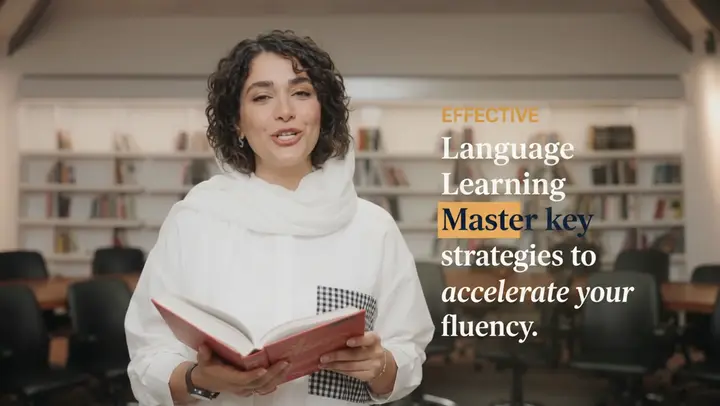 EFFECTIVE
Language
Learning
Master key
strategies to
accelerate your
fluency.